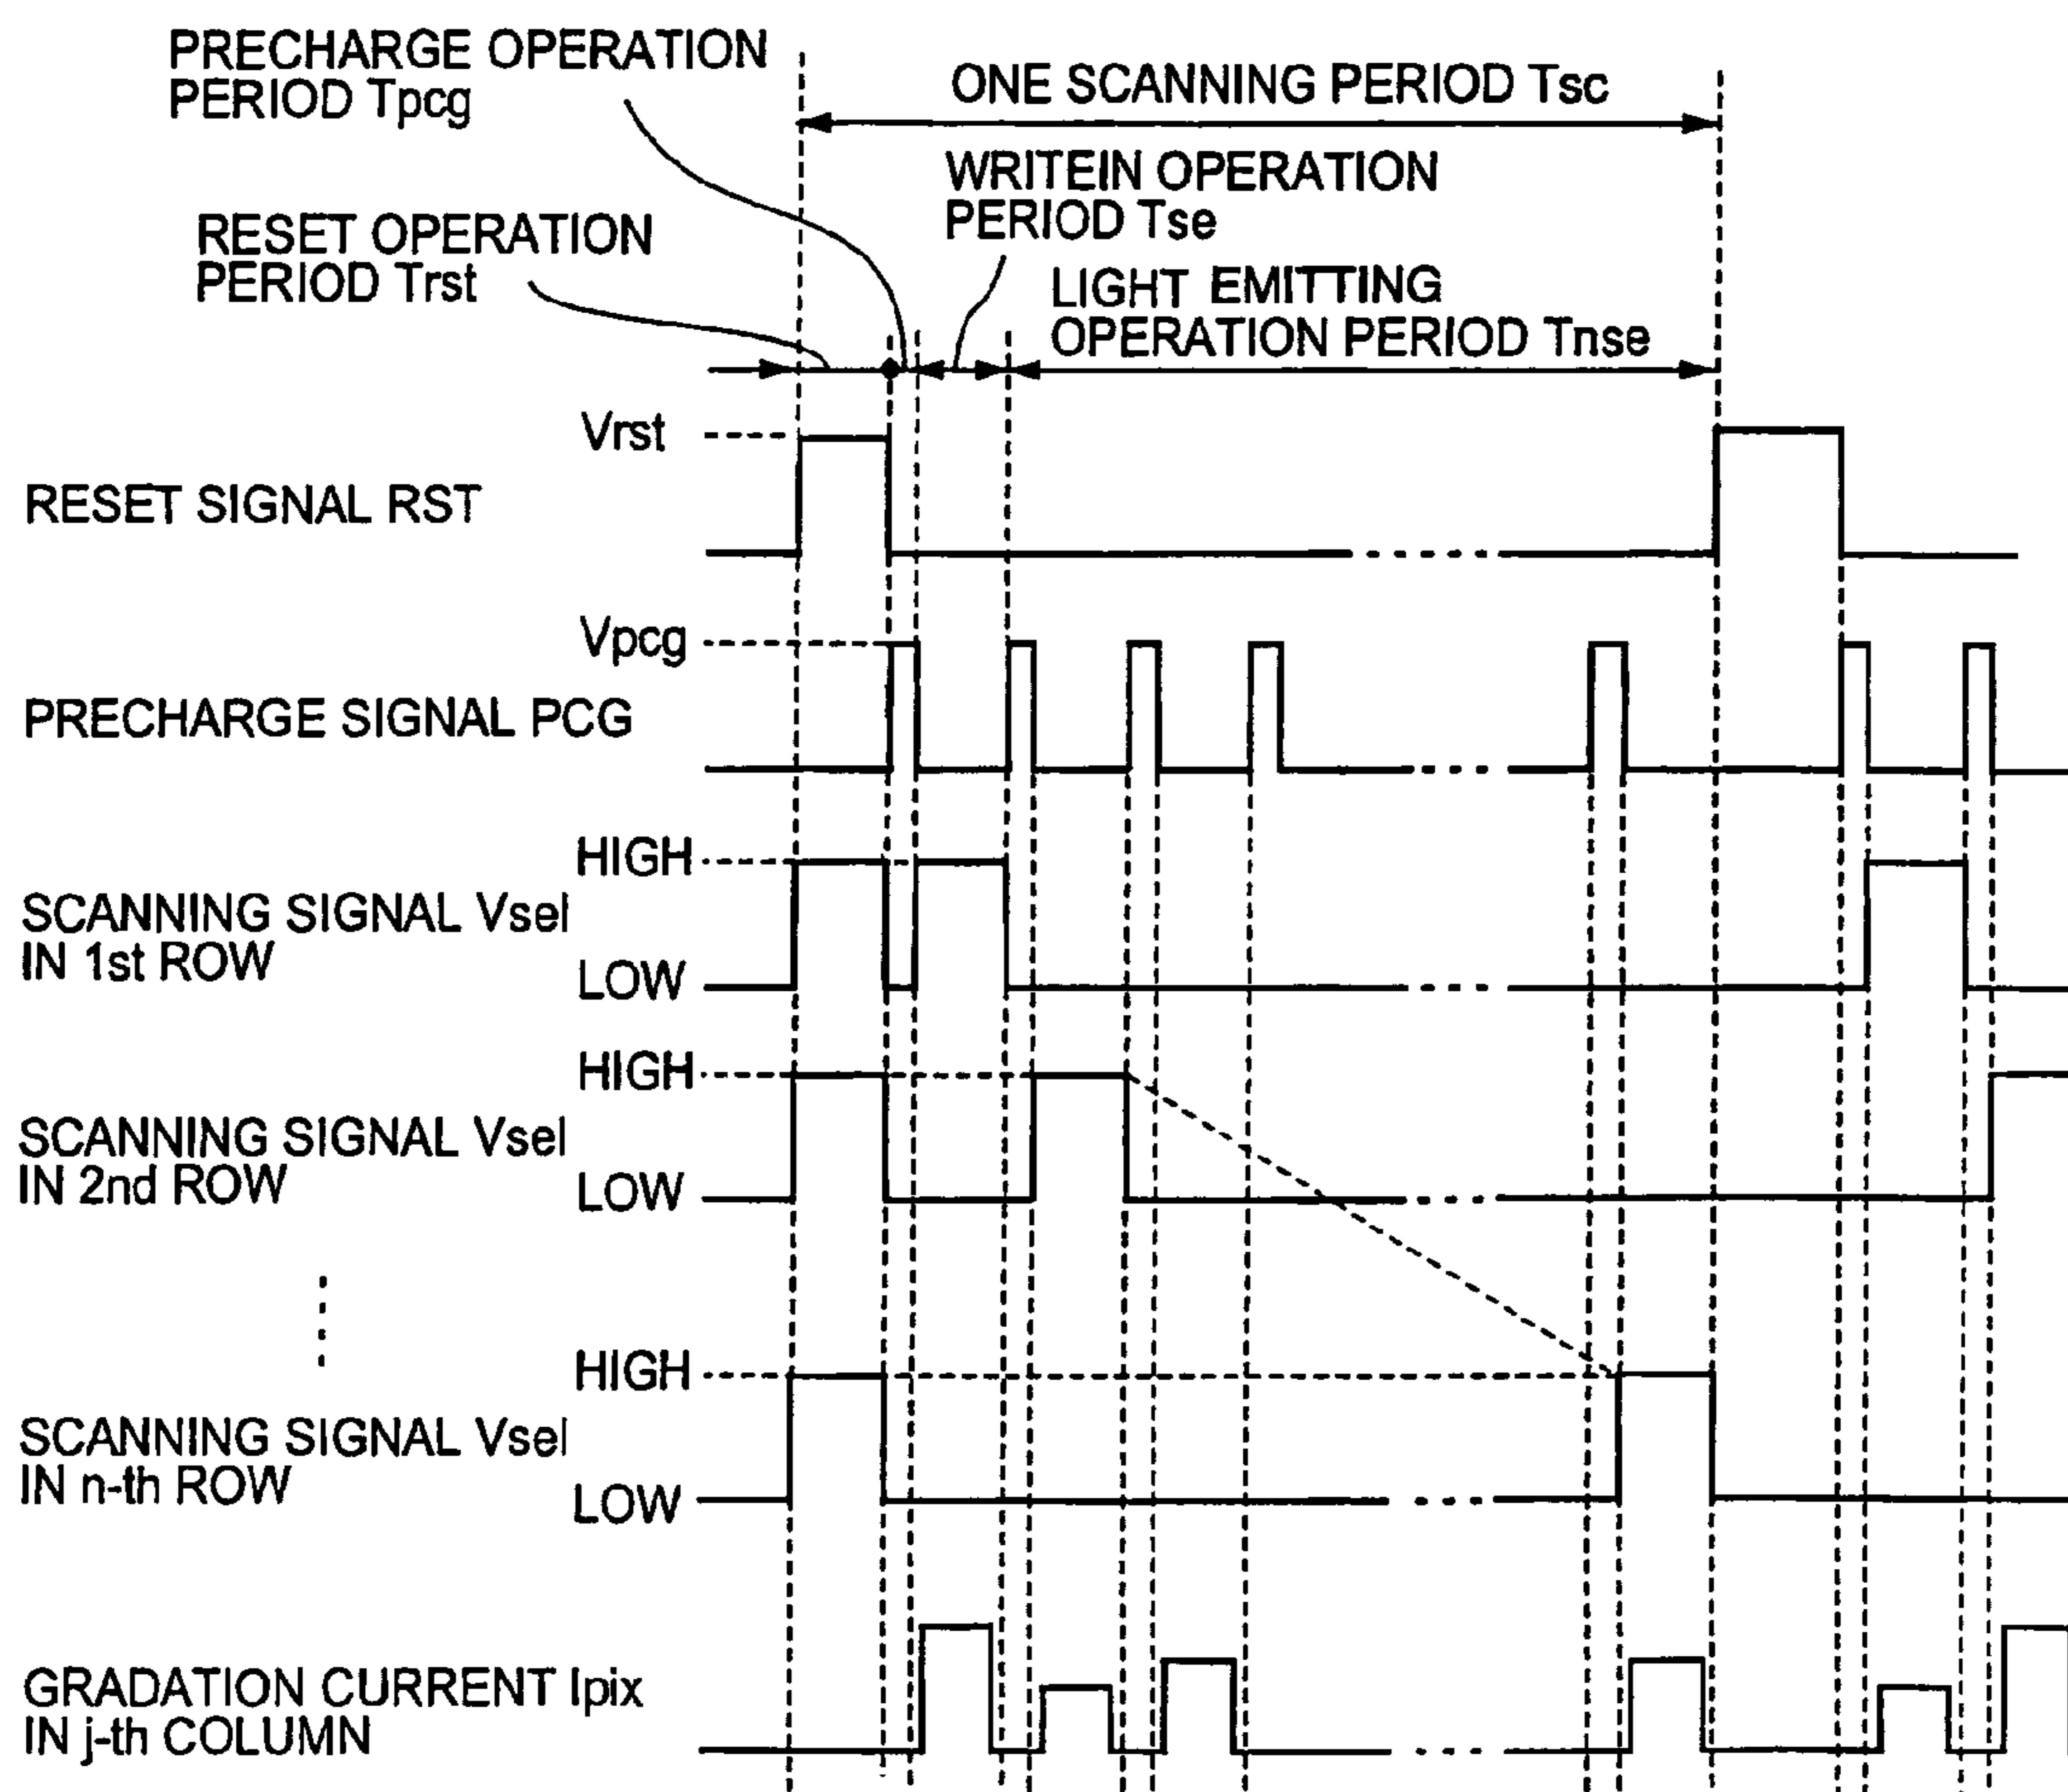 PRECHARGE OPERATION
PERIOD Tpcg
ONE SCANNING PERIOD Tsc
WRITEIN OPERATION
PERIOD Tse
RESET OPERATION
PERIOD Trst
LIGHT EMITTING
OPERATION PERIOD Tnse
Vrst
RESET SIGNAL RST
Vpcg
PRECHARGE SIGNAL PCG
HIGH
SCANNING SIGNAL Vsel
IN 1st ROW
LOW
HIGH
SCANNING SIGNAL Vsel
IN 2nd ROW
LOW
HIGH
SCANNING SIGNAL Vsel
IN n-th ROW
LOW
GRADATION CURRENT Ipix
IN j-th COLUMN